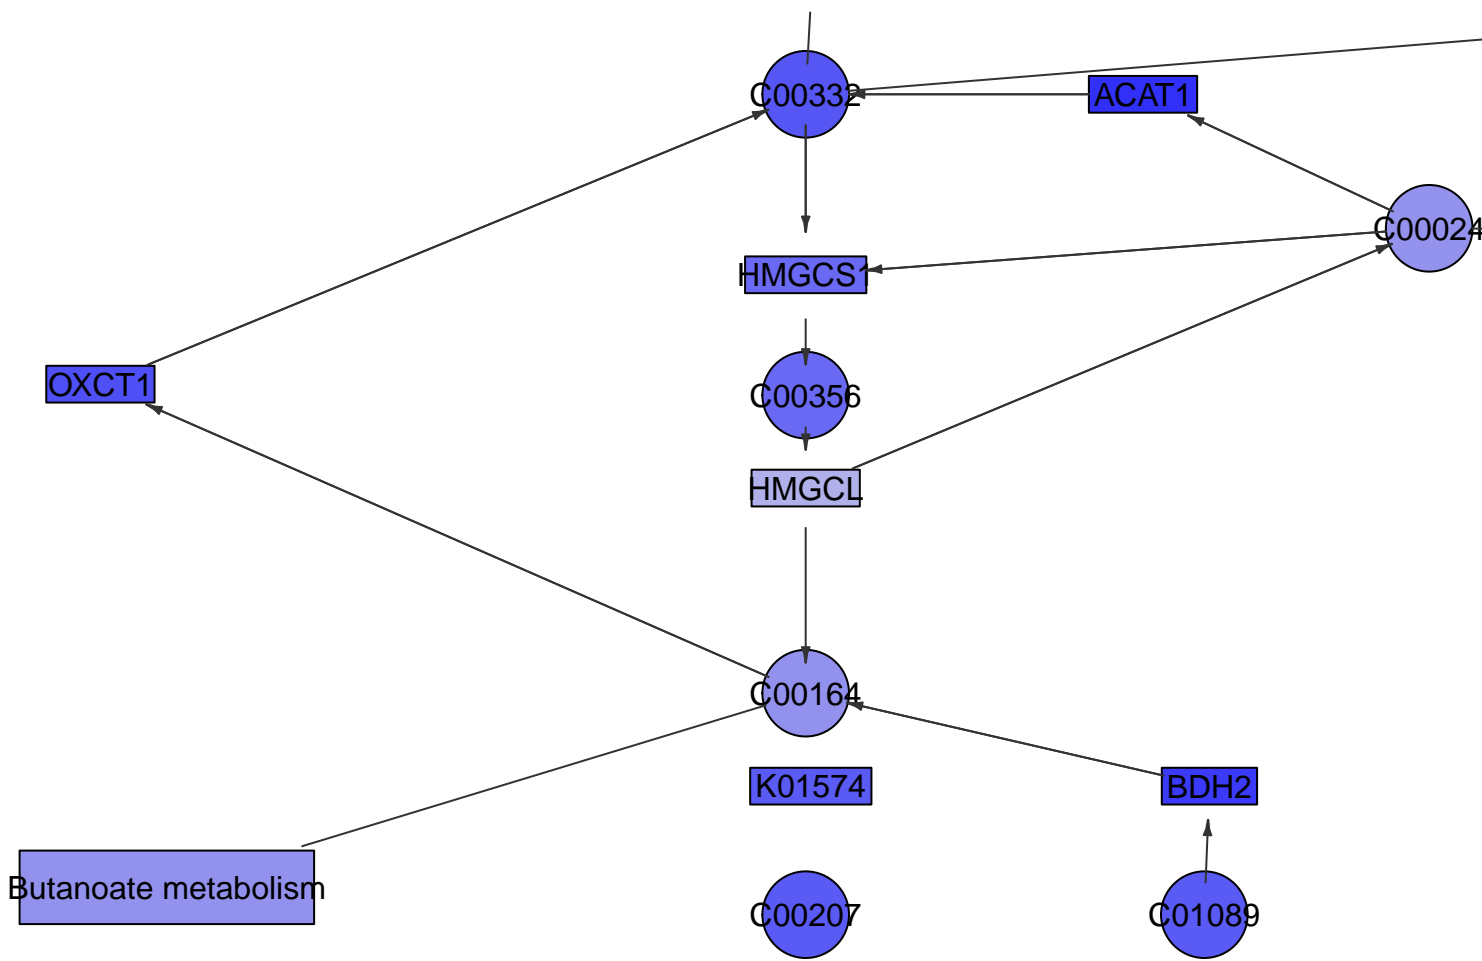 C00332
ACAT1
C00024
HMGCS1
OXCT1
C00356
HMGCL
C00164
K01574
BDH2
Butanoate metabolism
C00207
C01089